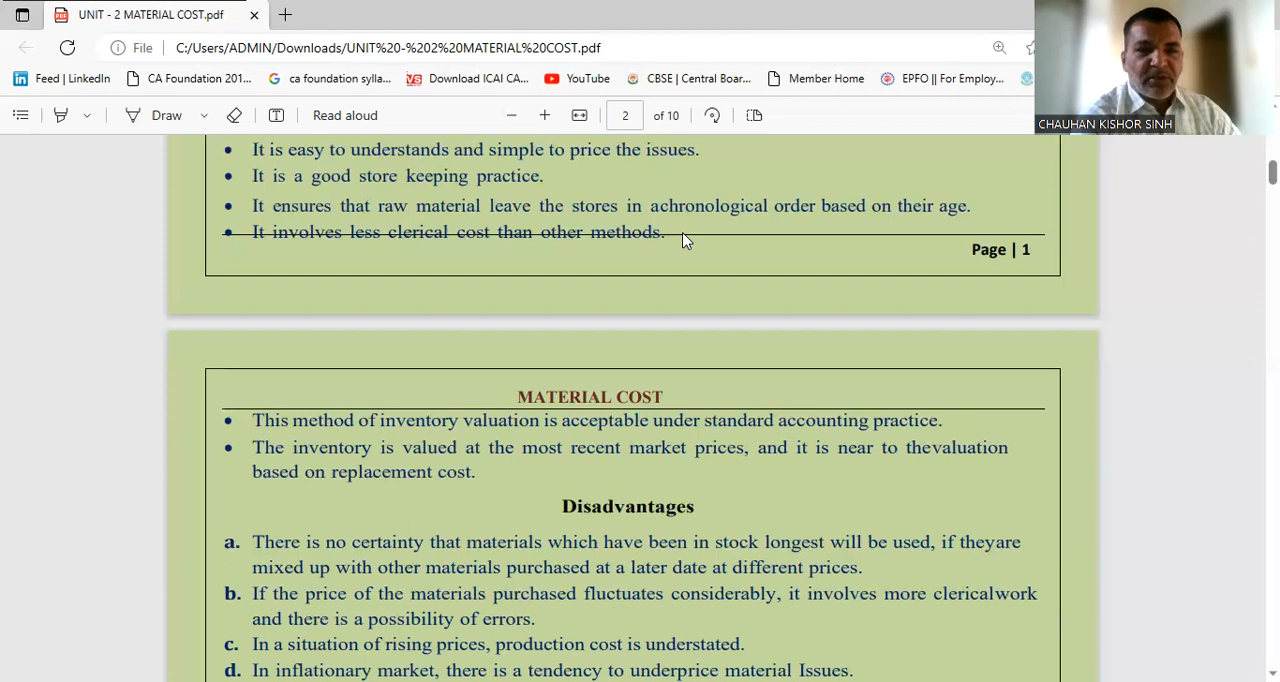 UNIT - 2 MATERIAL COST.pdf
File C:/Users/ADMIN/Downloads/UNIT%20-%202%20MATERIAL%20COST.pdf
Feed | LinkedIn CA Foundation 201... ca foundation sylla... Download ICAI CA... YouTube CBSE | Central Boar... Member Home EPFO || For Employ...
Draw Read aloud 2 of 10
CHAUHAN KISHOR SINH
• It is easy to understands and simple to price the issues.
• It is a good store keeping practice.
• It ensures that raw material leave the stores in achronological order based on their age.
• It involves less clerical cost than other methods.
Page | 1
MATERIAL COST
• This method of inventory valuation is acceptable under standard accounting practice.
• The inventory is valued at the most recent market prices, and it is near to thevaluation
based on replacement cost.
Disadvantages
a. There is no certainty that materials which have been in stock longest will be used, if theyare
mixed up with other materials purchased at a later date at different prices.
b. If the price of the materials purchased fluctuates considerably, it involves more clericalwork
and there is a possibility of errors.
c. In a situation of rising prices, production cost is understated.
d. In inflationary market, there is a tendency to underprice material Issues.